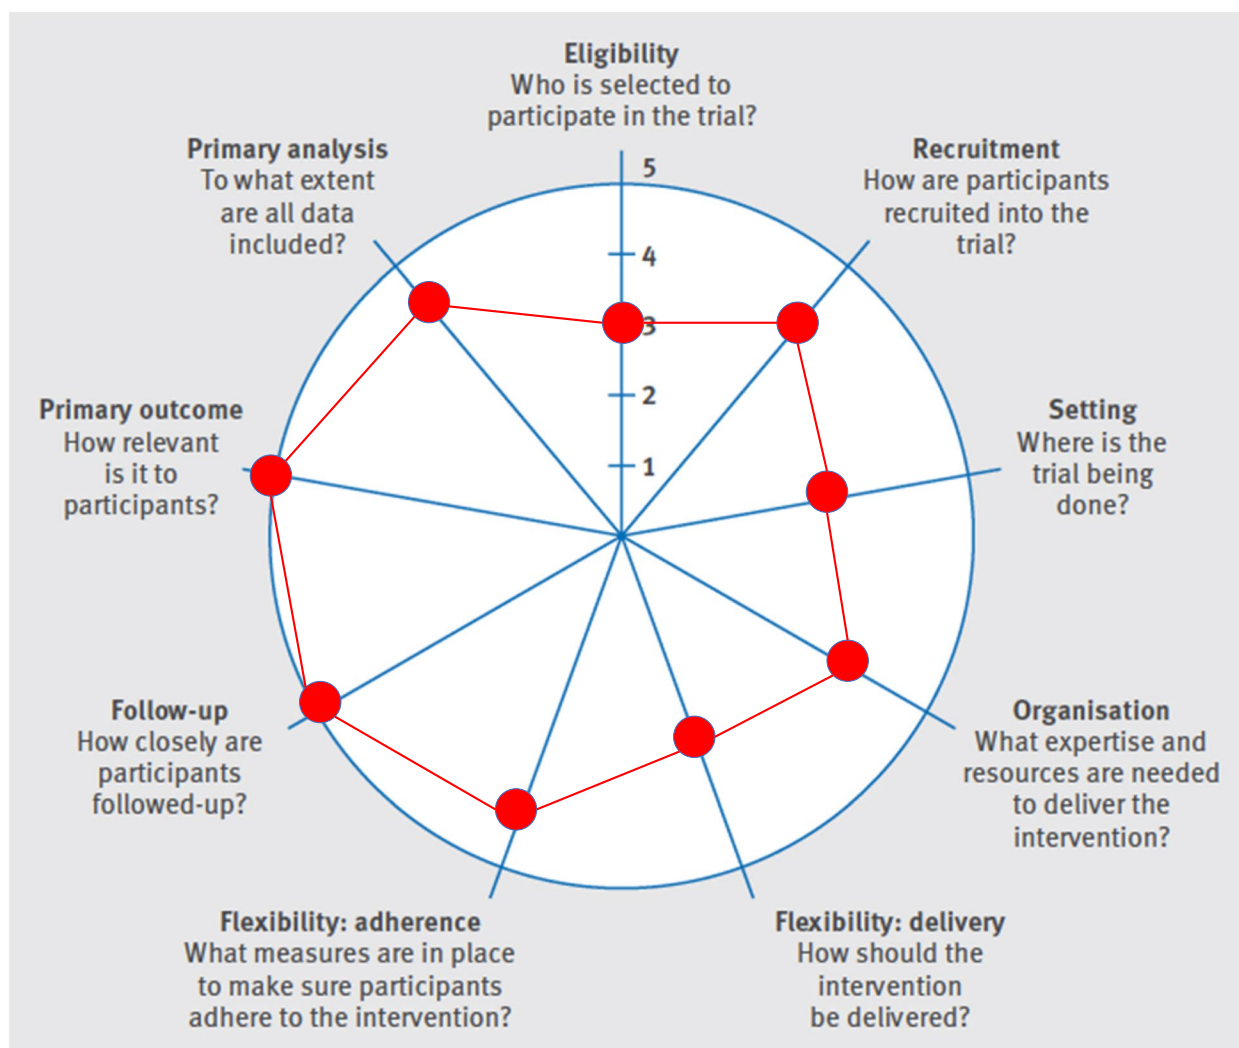 Eligibility
Who is selected to
participate in the trial?
Primary analysis
To what extent
are all data
included?
Recruitment
How are participants
recruited into the
trial?
5
4
3
2
1
Primary outcome
How relevant
is it to
participants?
Setting
Where is the
trial being
done?
Follow-up
How closely are
participants
followed-up?
Organisation
What expertise and
resources are needed
to deliver the
intervention?
Flexibility: adherence
What measures are in place
to make sure participants
adhere to the intervention?
Flexibility: delivery
How should the
intervention
be delivered?